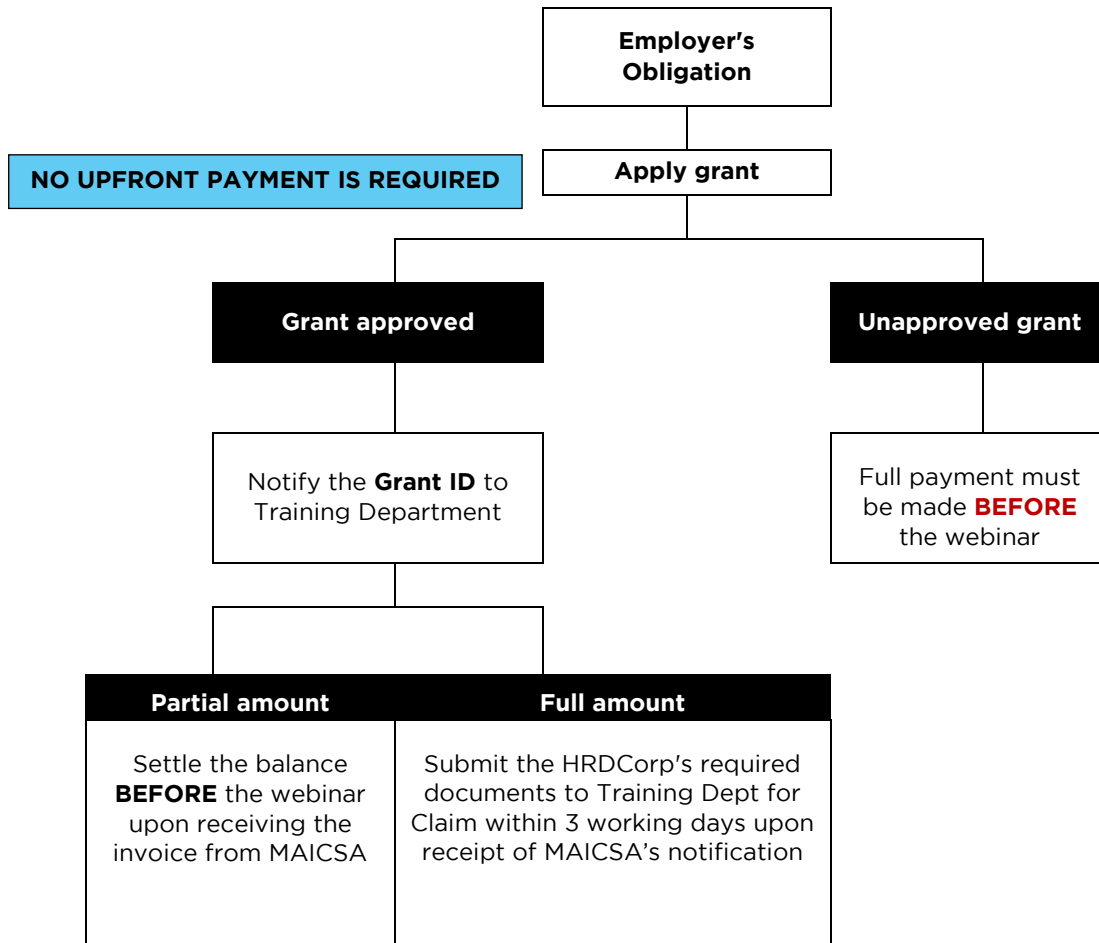 Employer's
Obligation
NO UPFRONT PAYMENT IS REQUIRED
Apply grant
Grant approved
Unapproved grant
Notify the Grant ID to
Training Department
Full payment must
be made BEFORE
the webinar
Partial amount
Full amount
Settle the balance
BEFORE the webinar
upon receiving the
invoice from MAICSA
Submit the HRDCorp's required
documents to Training Dept for
Claim within 3 working days upon
receipt of MAICSA’s notification